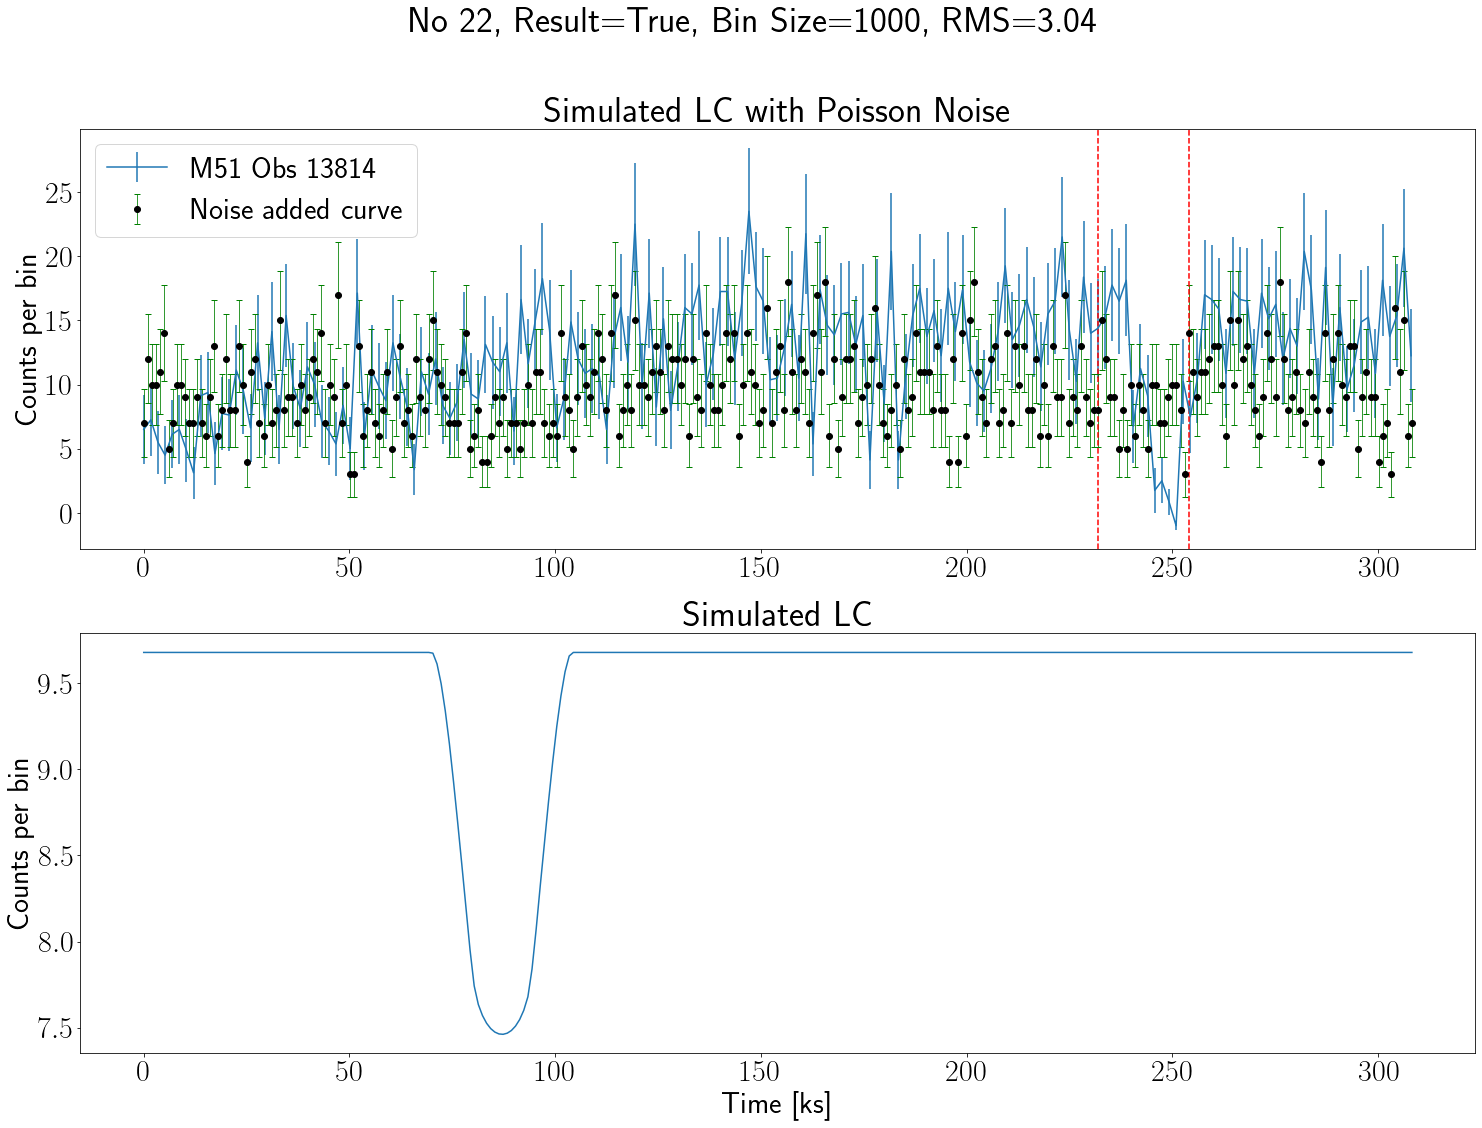 No 22, Result=True, Bin Size=1000, RMS=3.04
Simulated LC with Poisson Noise
M51 Obs 13814
Noise added curve
Counts per bin
25
20
15
10
5
0
0 50 100 150 200 250 300
Simulated LC
Counts per bin
9.5
9.0
8.5
8.0
7.5
0 50 100 150 200 250 300
Time [ks]